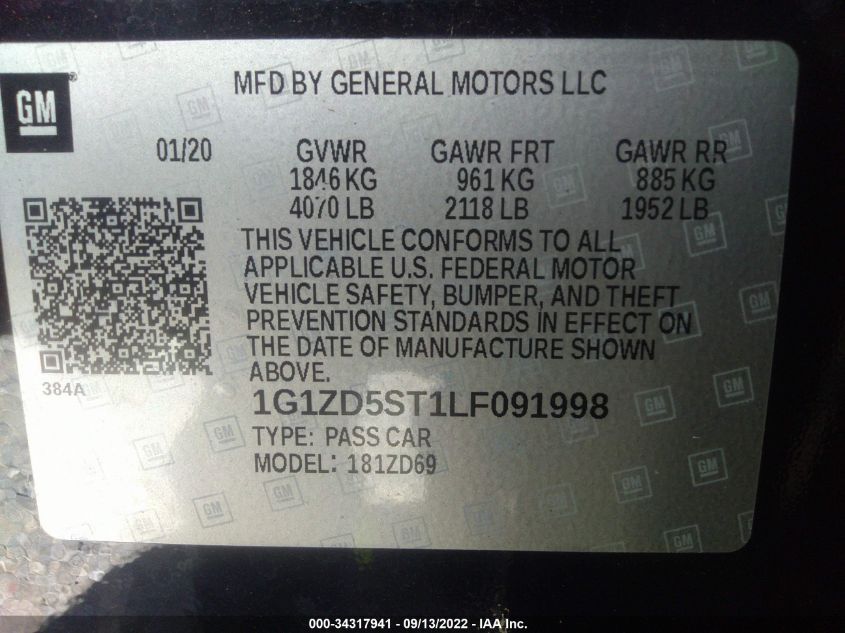 MFD BY GENERAL MOTORS LLC
GM
®
01/20 GVWR GAWR FRT GAWR RR
1846 KG 961 KG 885 KG
4070 LB 2118 LB 1952 LB
THIS VEHICLE CONFORMS TO ALL
APPLICABLE U.S. FEDERAL MOTOR
VEHICLE SAFETY, BUMPER, AND THEFT
PREVENTION STANDARDS IN EFFECT ON
THE DATE OF MANUFACTURE SHOWN
ABOVE.
384A
1G1ZD5ST1LF091998
TYPE: PASS CAR
MODEL: 181ZD69
000-34317941 - 09/13/2022 - IAA Inc.